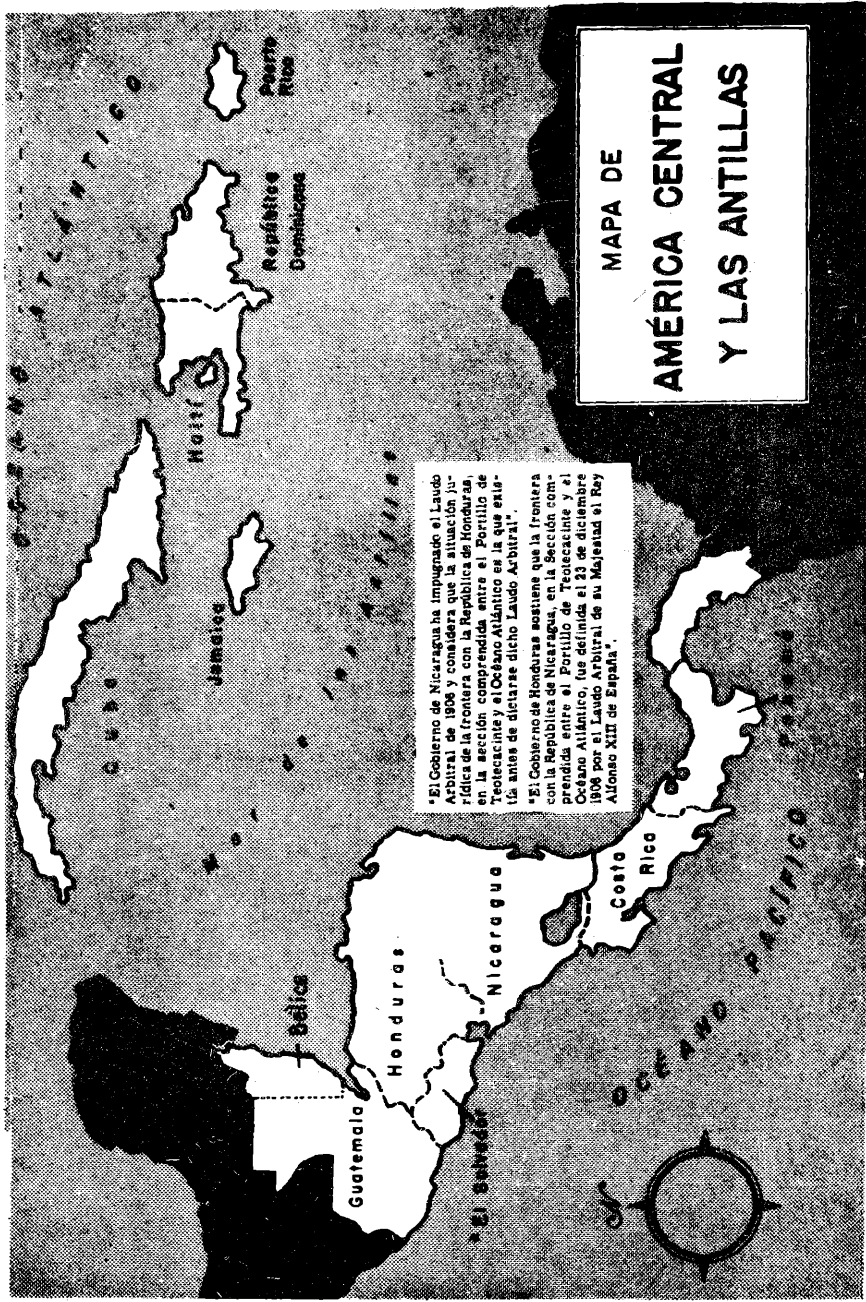 MAPA DE
AMÉRICA CENTRAL
Y LAS ANTILLAS
OCÉANO ATLÁNTICO
Cuba
Jamaica
Haití
República
Dominicana
Puerto
Rico
Mar de las Antillas
Bélice
Guatemala
Honduras
*El Salvador
Nicaragua
Costa
Rica
Panamá
OCÉANO PACÍFICO
N
"El Gobierno de Nicaragua ha impugnado el Laudo
Arbitral de 1906 y considera que la situación ju-
rídica de la frontera con la República de Honduras,
en la sección comprendida entre el Portillo de
Teotecacinte y el Océano Atlántico es la que exis-
tía antes de dictarse dicho Laudo Arbitral".
"El Gobierno de Honduras sostiene que la frontera
con la República de Nicaragua, en la Sección com-
prendida entre el Portillo de Teotecacinte y el
Océano Atlántico, fue definida el 23 de diciembre
1906 por el Laudo Arbitral de su Majestad el Rey
Alfonso XIII de España".